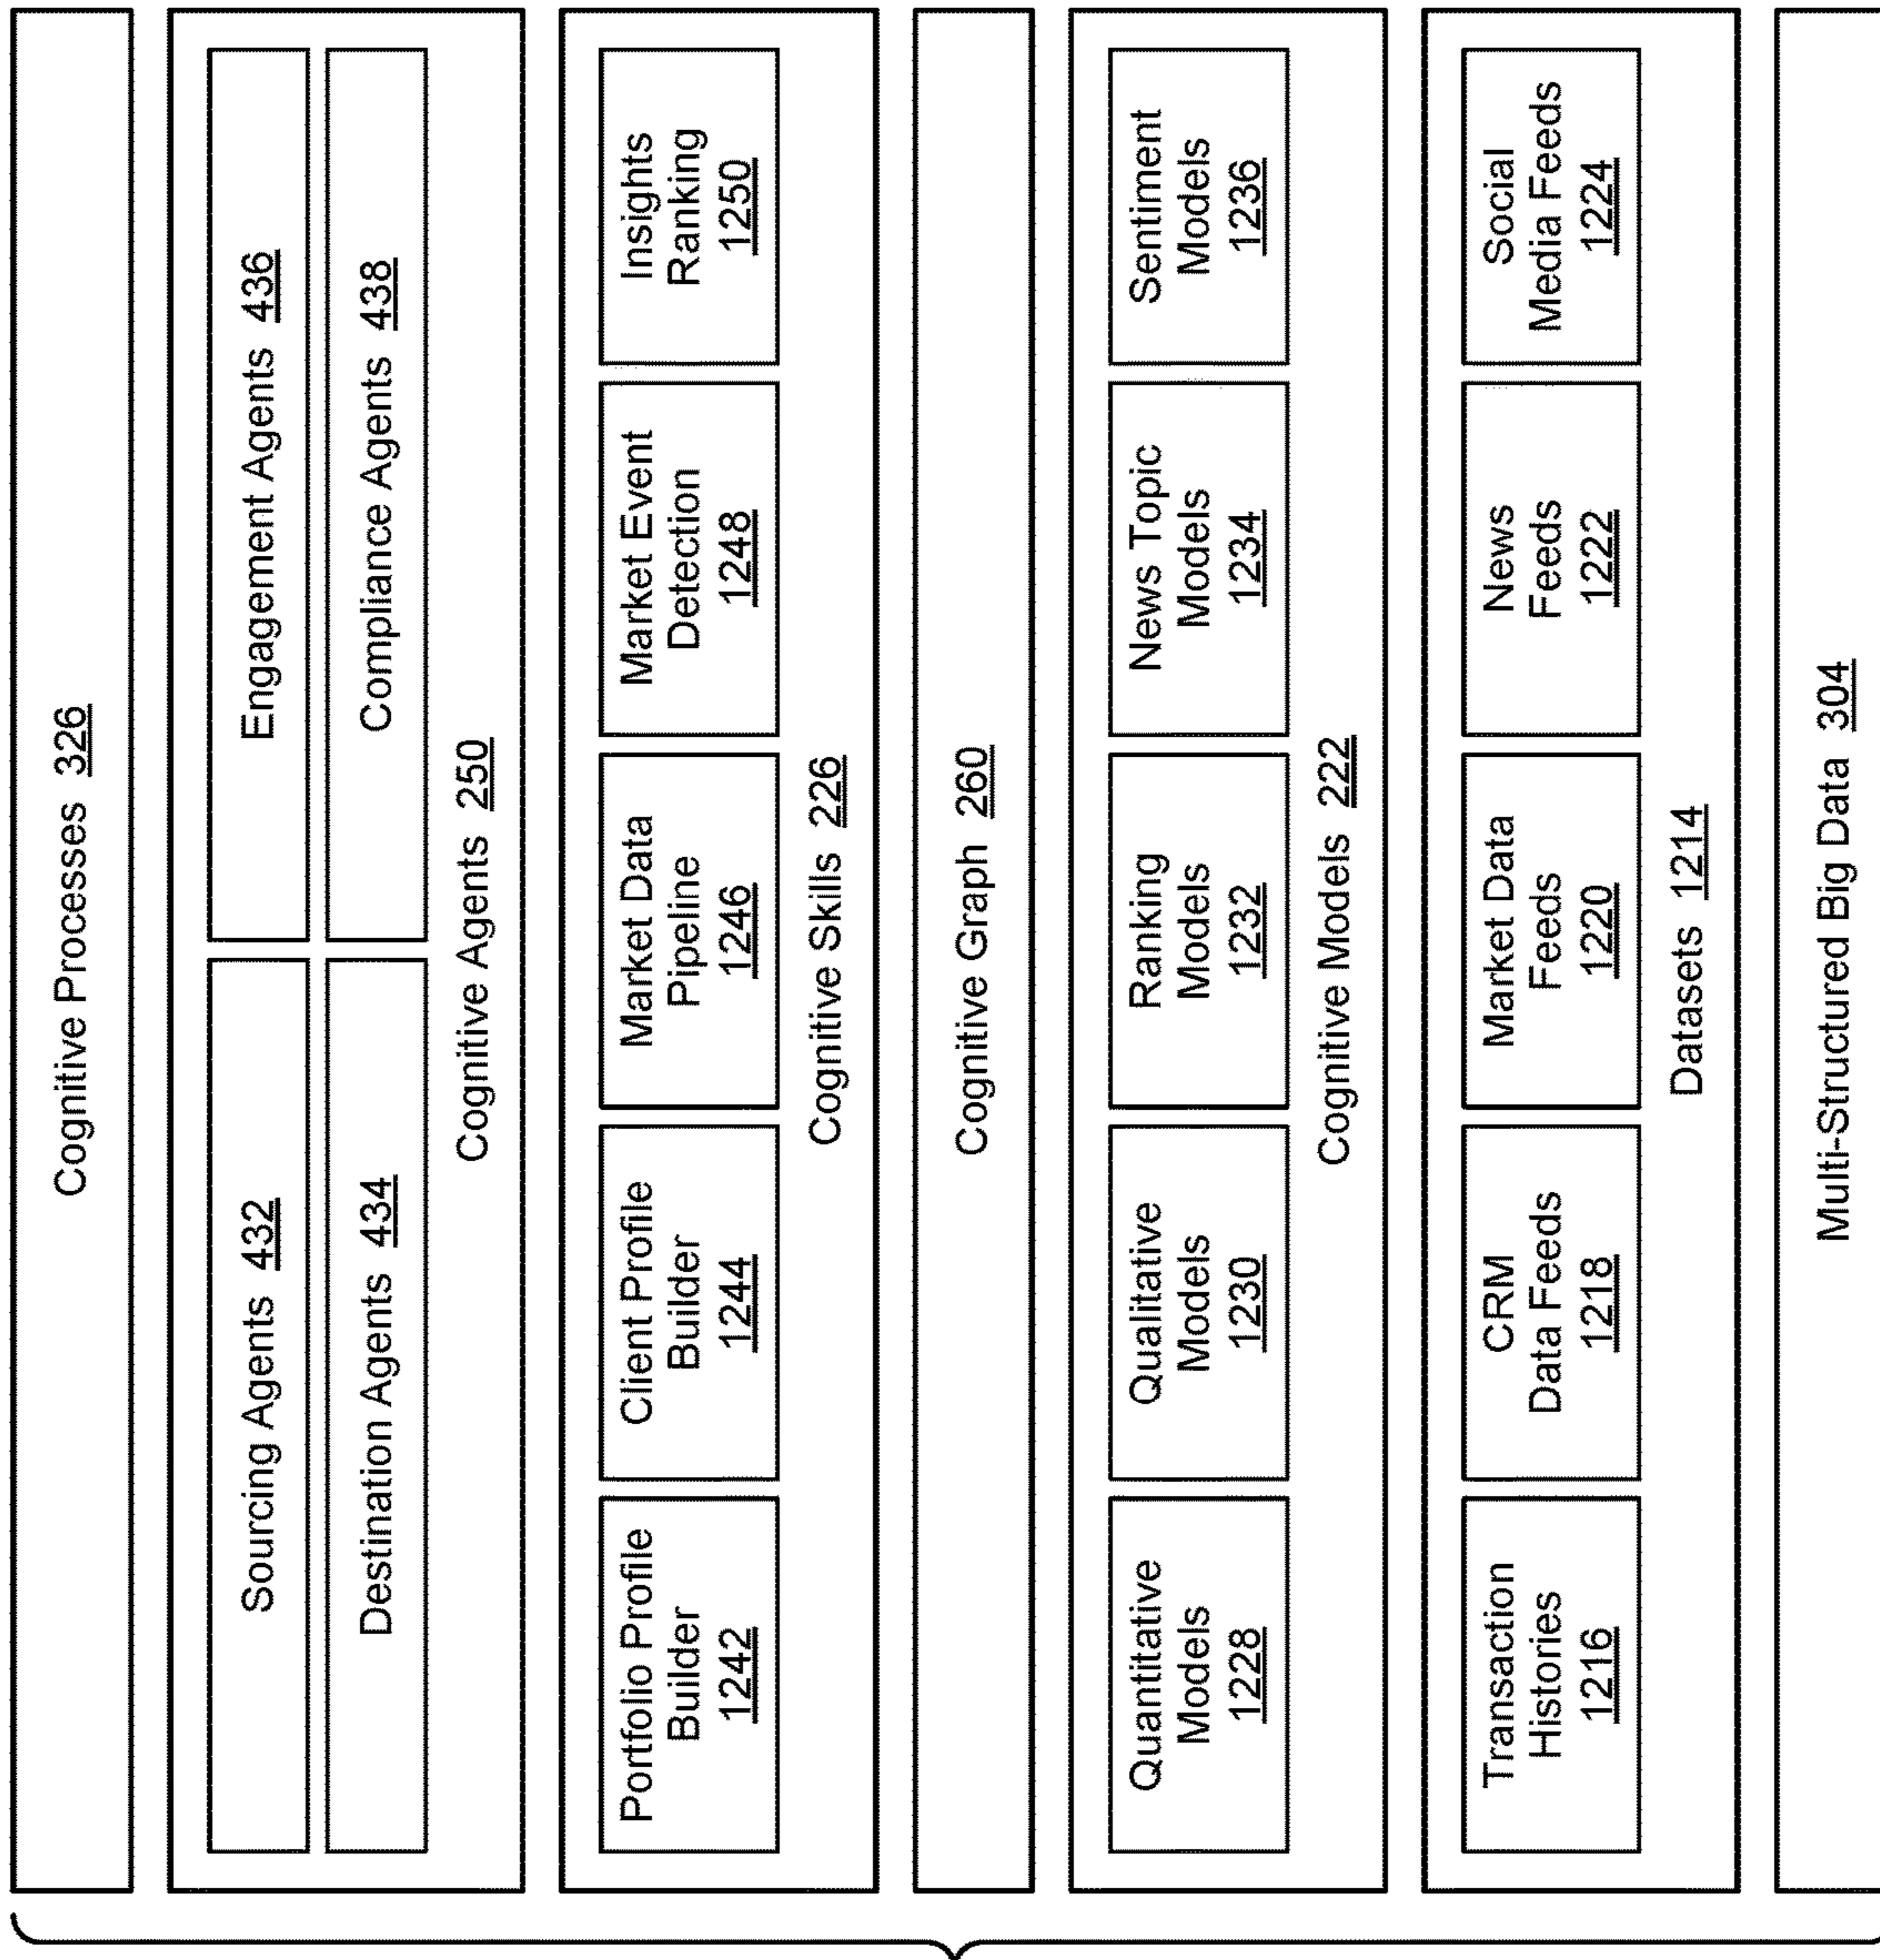 Cognitive Processes 326
Sourcing Agents 432
Engagement Agents 436
Destination Agents 434
Compliance Agents 438
Cognitive Agents 250
Portfolio Profile
Builder
1242
Client Profile
Builder
1244
Market Data
Pipeline
1246
Market Event
Detection
1248
Insights
Ranking
1250
Cognitive Skills 226
Cognitive Graph 260
Quantitative
Models
1228
Qualitative
Models
1230
Ranking
Models
1232
News Topic
Models
1234
Sentiment
Models
1236
Cognitive Models 222
Transaction
Histories
1216
CRM
Data Feeds
1218
Market Data
Feeds
1220
News
Feeds
1222
Social
Media Feeds
1224
Datasets 1214
Multi-Structured Big Data 304